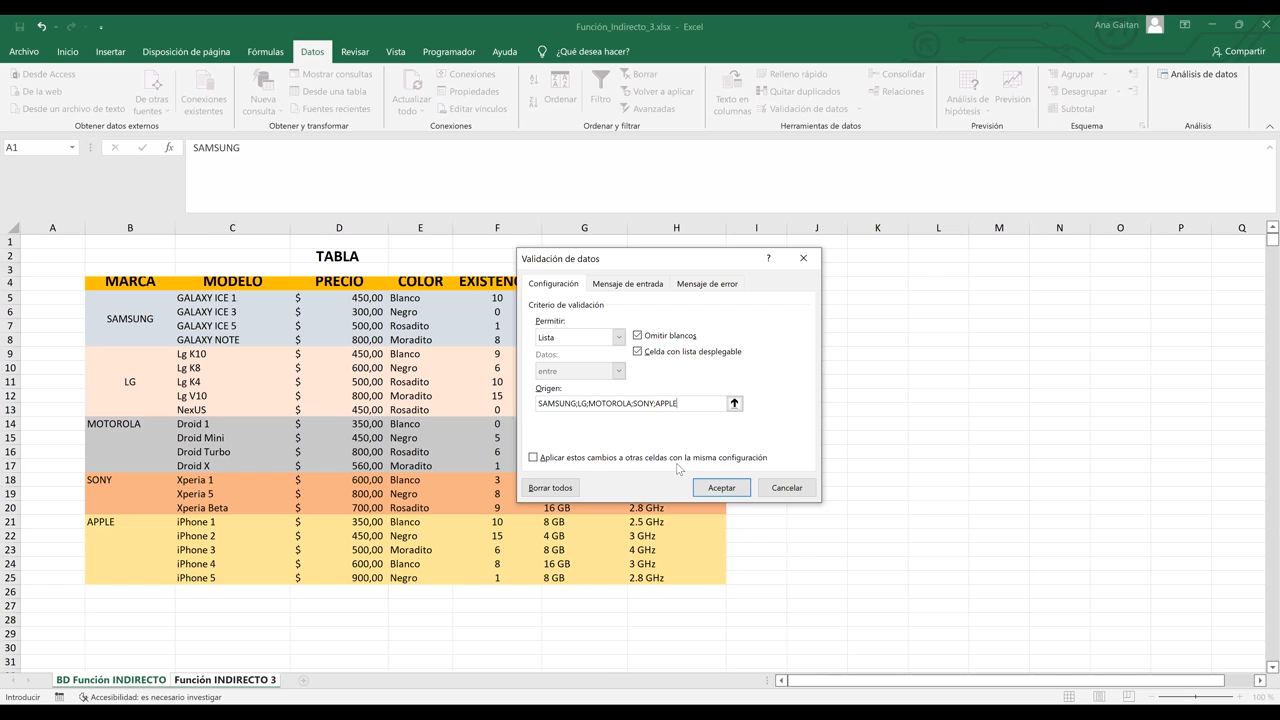 Función_Indirecto_3.xlsx - Excel
Ana Gaitan
Archivo Inicio Insertar Disposición de página Fórmulas Datos Revisar Vista Programador Ayuda ¿Qué desea hacer? Compartir
Desde Access
De la web
Desde un archivo de texto
De otras fuentes
Conexiones existentes
Obtener datos externos
Nueva consulta
Mostrar consultas
Desde una tabla
Fuentes recientes
Obtener y transformar
Actualizar todo
Conexiones
Propiedades
Editar vínculos
Conexiones
Ordenar
Filtro
Borrar
Volver a aplicar
Avanzadas
Ordenar y filtrar
Texto en columnas
Relleno rápido
Quitar duplicados
Validación de datos
Consolidar
Relaciones
Herramientas de datos
Análisis de hipótesis
Previsión
Previsión
Agrupar
Desagrupar
Subtotal
Esquema
Análisis de datos
Análisis
A1 fx SAMSUNG
A B C D E F G H I J K L M N O P Q
1
2 TABLA
3
4 MARCA MODELO PRECIO COLOR EXISTENC
5 GALAXY ICE 1 $ 450,00 Blanco 10
6 GALAXY ICE 3 $ 300,00 Negro 0
SAMSUNG
7 GALAXY ICE 5 $ 500,00 Rosadito 1
8 GALAXY NOTE $ 800,00 Moradito 8
9 Lg K10 $ 450,00 Blanco 9
10 Lg K8 $ 600,00 Negro 6
11 LG Lg K4 $ 500,00 Rosadito 10
12 Lg V10 $ 800,00 Moradito 15
13 NexUS $ 450,00 Rosadito 0
14 MOTOROLA Droid 1 $ 350,00 Blanco 0
15 Droid Mini $ 450,00 Negro 5
16 Droid Turbo $ 800,00 Rosadito 6
17 Droid X $ 560,00 Moradito 1
18 SONY Xperia 1 $ 600,00 Blanco 3
19 Xperia 5 $ 800,00 Negro 8
20 Xperia Beta $ 700,00 Rosadito 9 16 GB 2.8 GHz
21 APPLE iPhone 1 $ 350,00 Blanco 10 8 GB 2.5 GHz
22 iPhone 2 $ 450,00 Negro 15 4 GB 3 GHz
23 iPhone 3 $ 500,00 Moradito 6 8 GB 4 GHz
24 iPhone 4 $ 600,00 Blanco 8 16 GB 3 GHz
25 iPhone 5 $ 900,00 Negro 1 8 GB 2.8 GHz
26
27
28
29
30
31
Validación de datos ?
Configuración Mensaje de entrada Mensaje de error
Criterio de validación
Permitir:
Lista Omitir blancos
Datos: Celda con lista desplegable
entre
Origen:
SAMSUNG;LG;MOTOROLA;SONY;APPLE
Aplicar estos cambios a otras celdas con la misma configuración
Borrar todos Aceptar Cancelar
BD Función INDIRECTO Función INDIRECTO 3
Introducir Accesibilidad: es necesario investigar 100 %